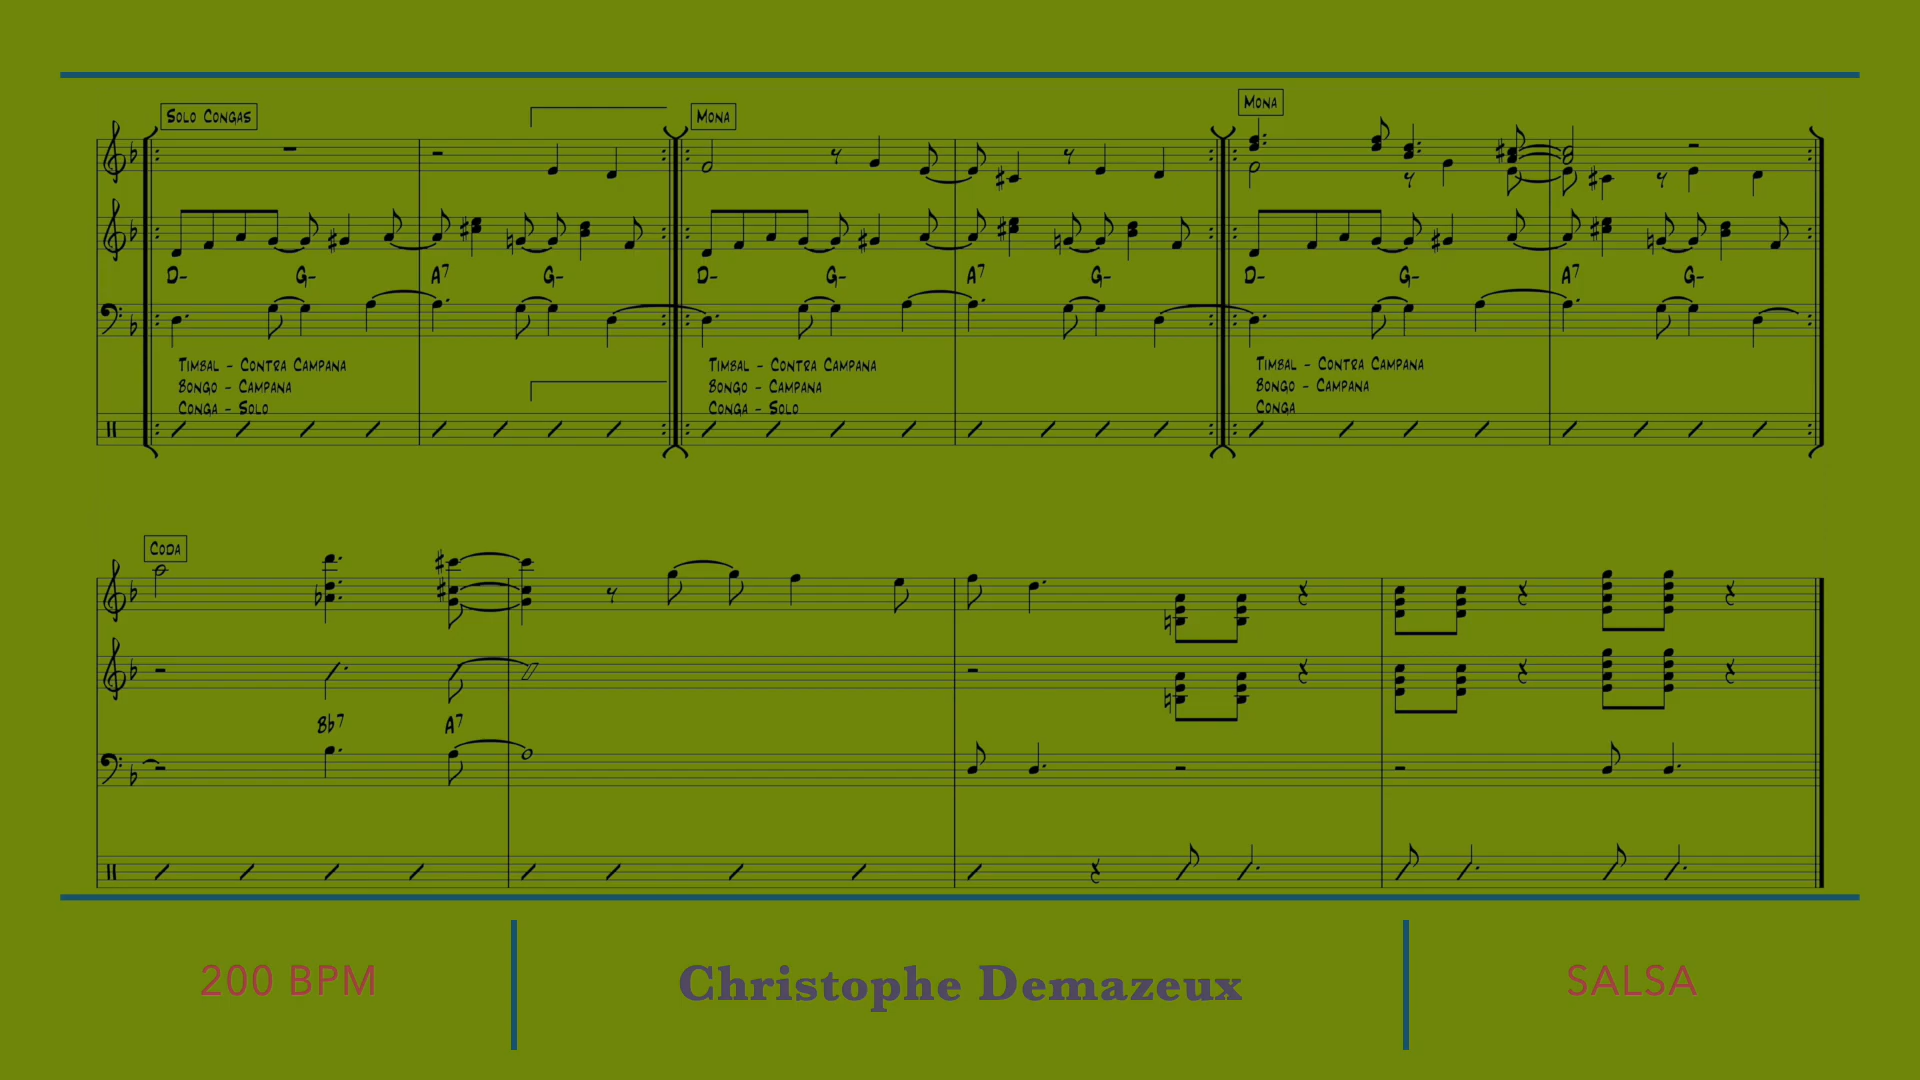 Solo Congas
Mona
Mona
D- G- A7 G- D- G- A7 G- D- G- A7 G-
Timbal - Contra Campana
Bongo - Campana
Conga - Solo
Timbal - Contra Campana
Bongo - Campana
Conga - Solo
Timbal - Contra Campana
Bongo - Campana
Conga
Coda
Bb7 A7
200 BPM
Christophe Demazeux
SALSA